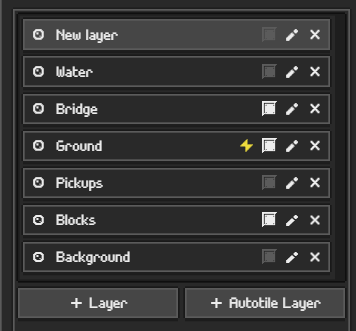 New layer
Water
Bridge
Ground
Pickups
Blocks
Background
+ Layer + Autotile Layer